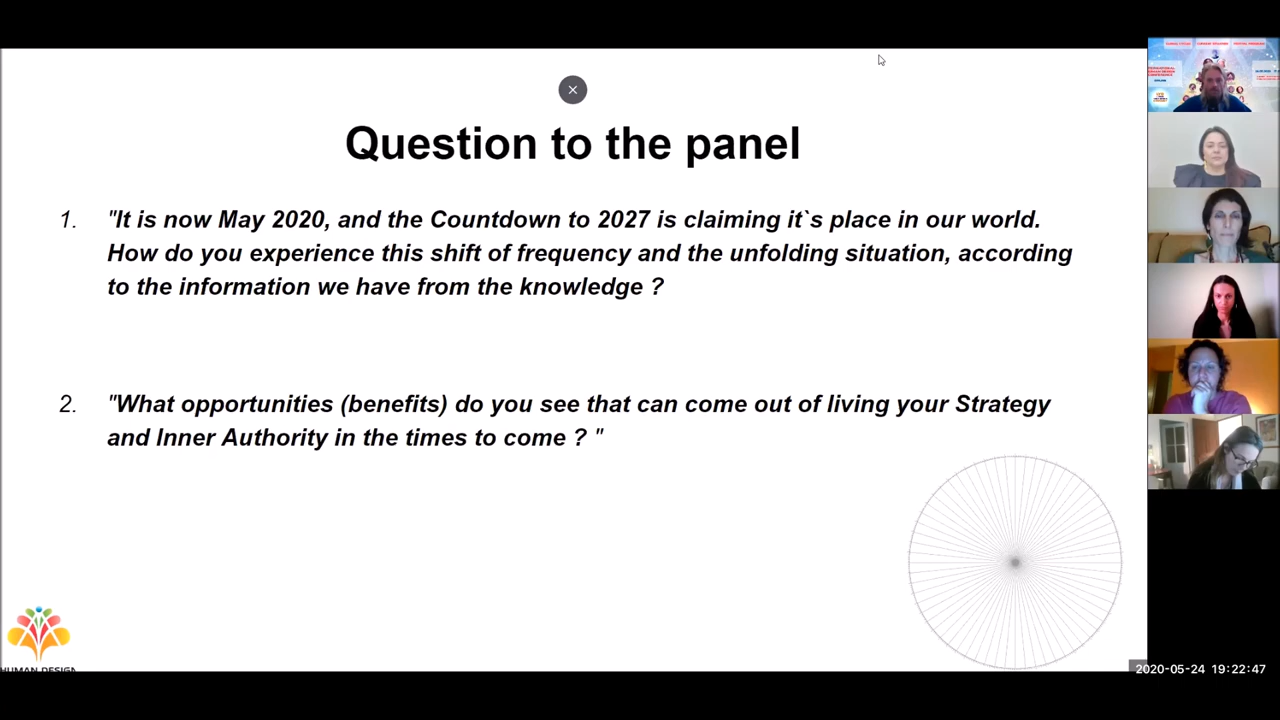 Question to the panel
1. "It is now May 2020, and the Countdown to 2027 is claiming it`s place in our world.
How do you experience this shift of frequency and the unfolding situation, according
to the information we have from the knowledge ?
2. "What opportunities (benefits) do you see that can come out of living your Strategy
and Inner Authority in the times to come ? "
HUMAN DESIGN
2020-05-24 19:22:47